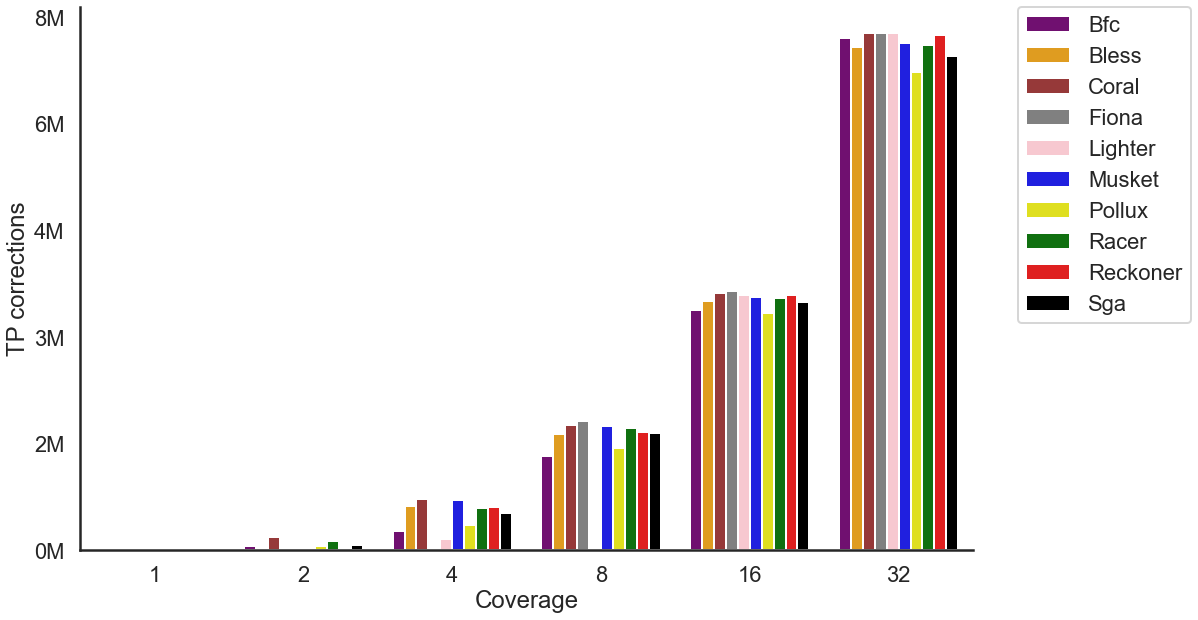 8M
6M
4M
3M
2M
0M
TP corrections
1 2 4 8 16 32
Coverage
Bfc
Bless
Coral
Fiona
Lighter
Musket
Pollux
Racer
Reckoner
Sga